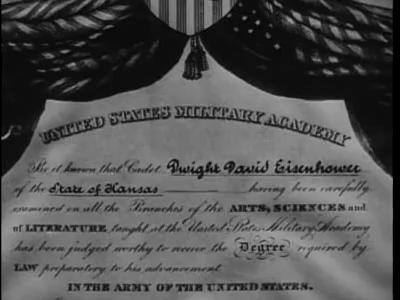 UNITED STATES MILITARY ACADEMY
Be it known that Cadet Dwight David Eisenhower
of the State of Kansas having been carefully
examined on all the Branches of the ARTS, SCIENCES and
of LITERATURE taught at the United States Military Academy
has been judged worthy to receive the Degree required by
LAW preparatory to his advancement
IN THE ARMY OF THE UNITED STATES.